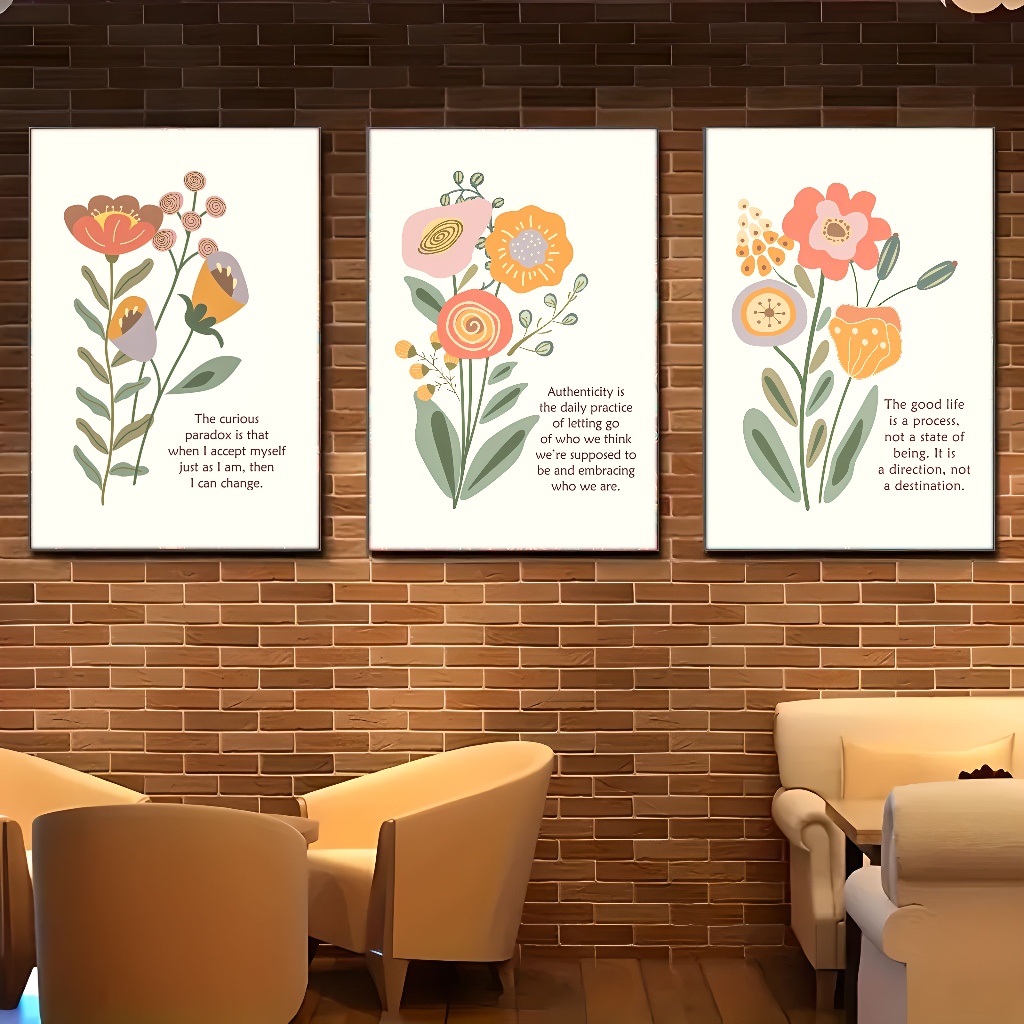 The curious
paradox is that
when I accept myself
just as I am, then
I can change.
Authenticity is
the daily practice
of letting go
of who we think
we're supposed to
be and embracing
who we are.
The good life
is a process,
not a state of
being. It is
a direction, not
a destination.